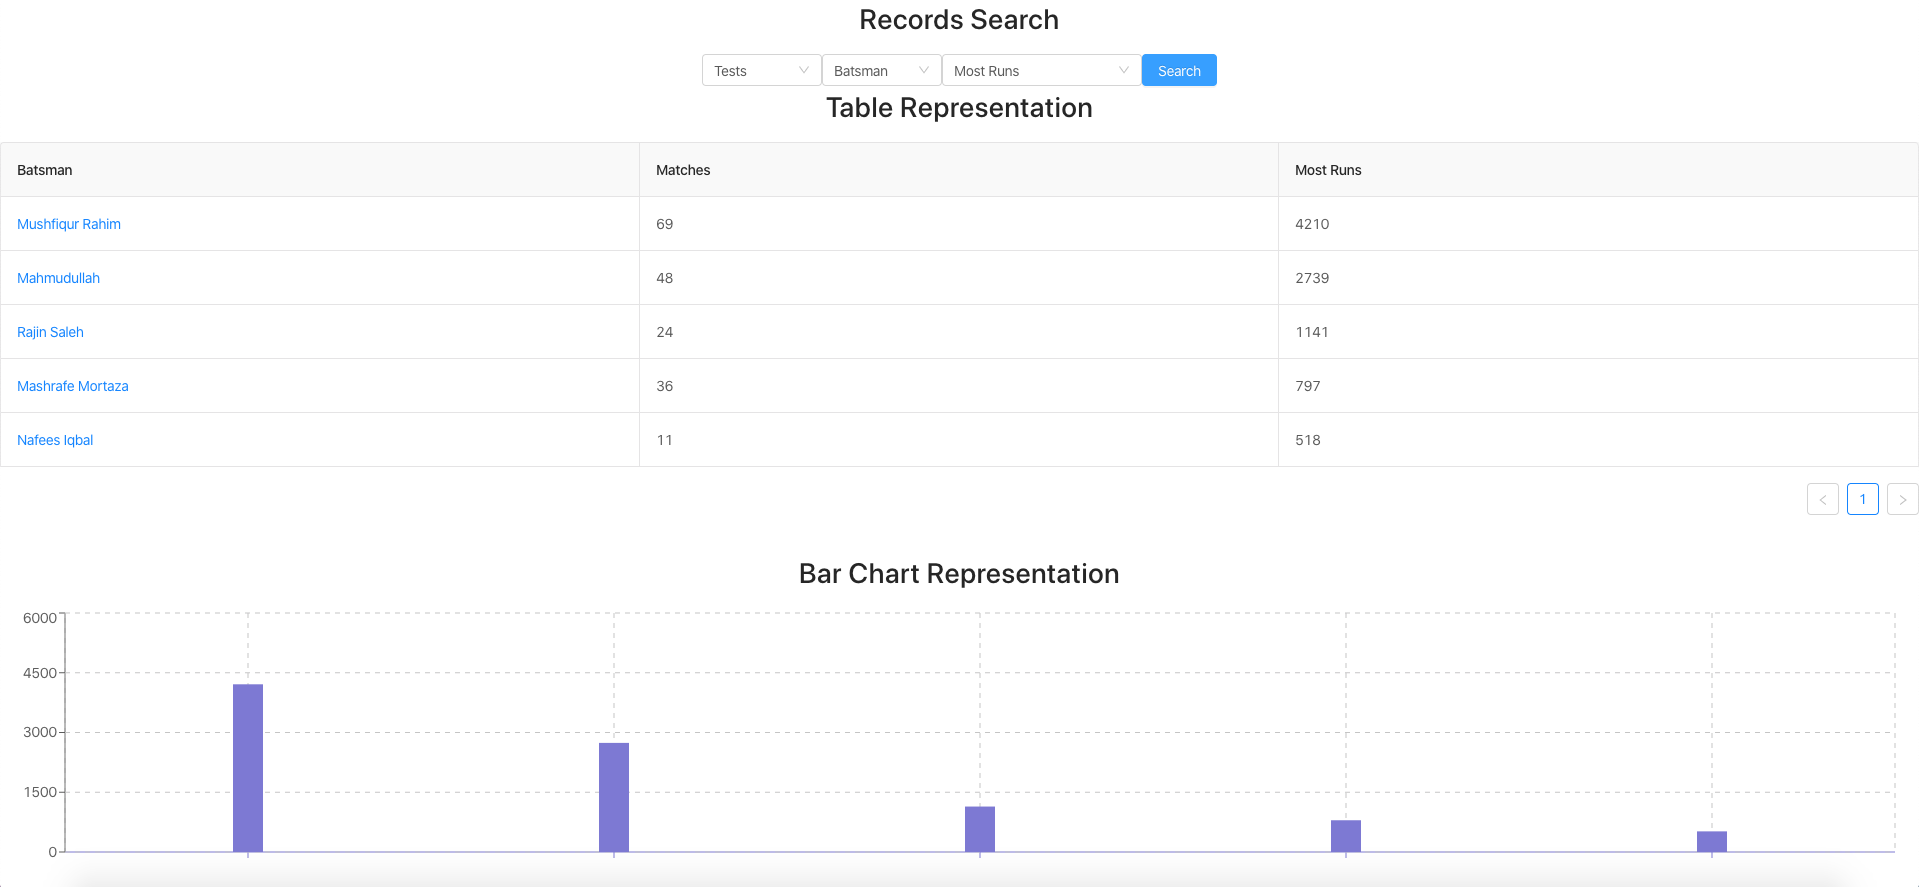 Records Search
Tests Batsman Most Runs Search
Table Representation
Batsman Matches Most Runs
Mushfiqur Rahim 69 4210
Mahmudullah 48 2739
Rajin Saleh 24 1141
Mashrafe Mortaza 36 797
Nafees Iqbal 11 518
< 1 >
Bar Chart Representation
6000
4500
3000
1500
0